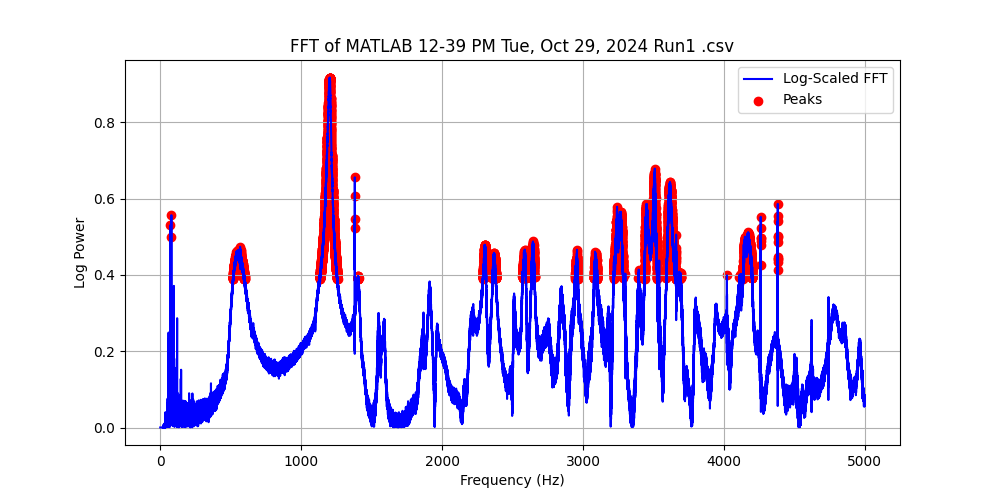 FFT of MATLAB 12-39 PM Tue, Oct 29, 2024 Run1 .csv
Log-Scaled FFT
Peaks
Log Power
0.8
0.6
0.4
0.2
0.0
0 1000 2000 3000 4000 5000
Frequency (Hz)